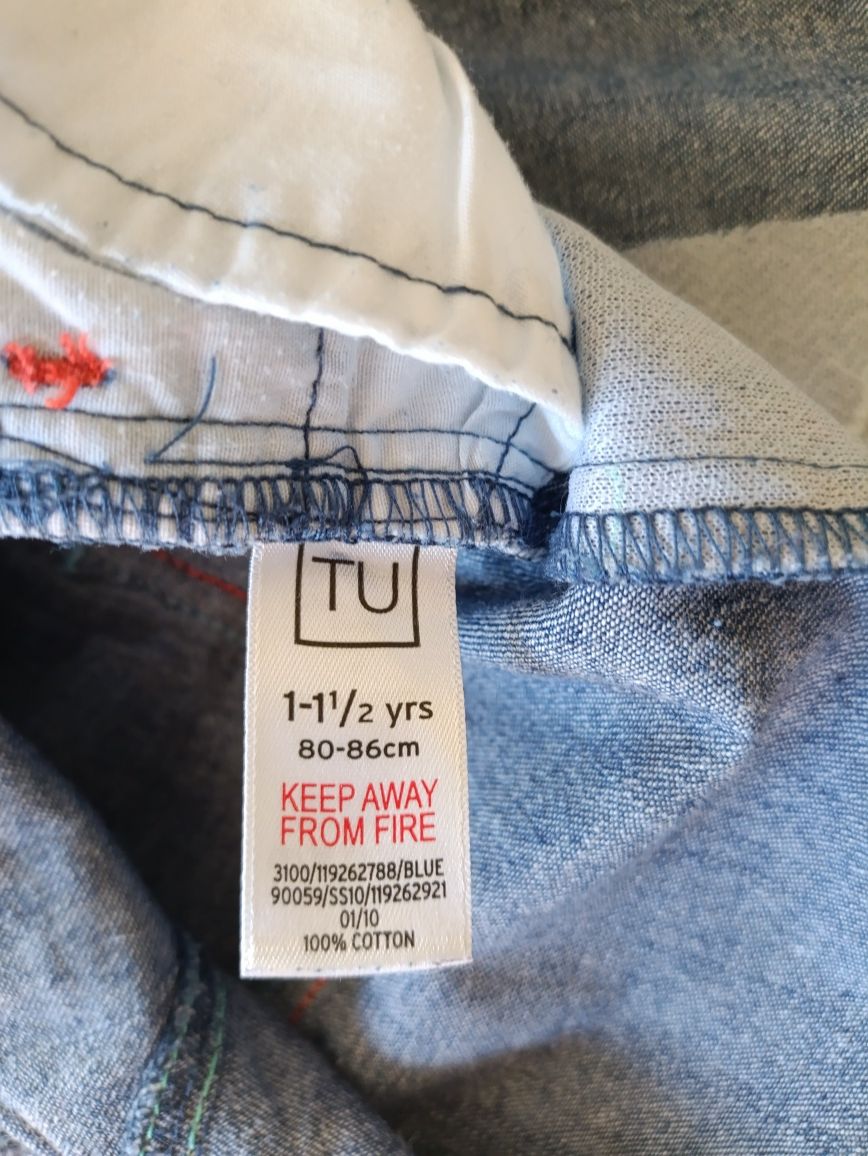 TU
1-1¹/2 yrs
80-86cm
KEEP AWAY
FROM FIRE
3100/119262788/BLUE
90059/SS10/119262921
01/10
100% COTTON